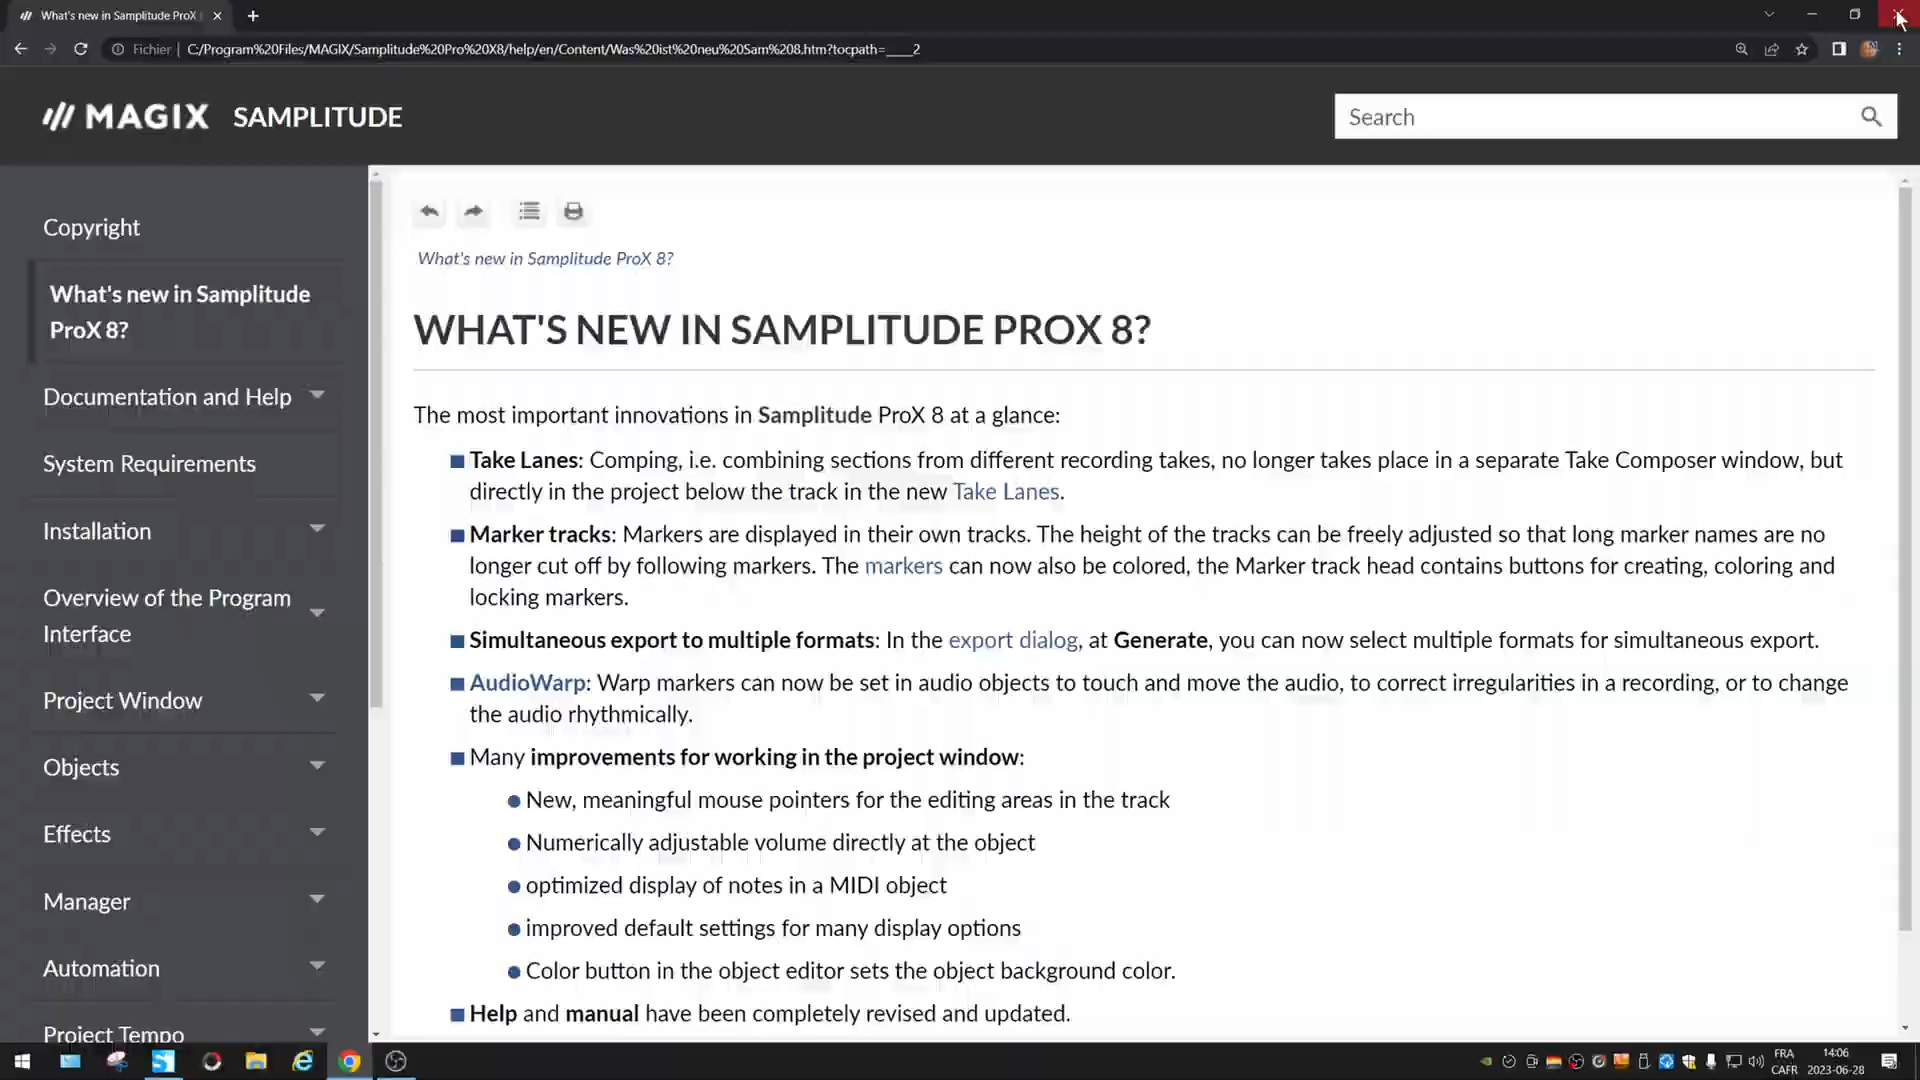 What's new in Samplitude ProX
Fichier
C:/Program%20Files/MAGIX/Samplitude%20Pro%20X8/help/en/Content/Was%20ist%20neu%20Sam%208.htm?tocpath=____2
MAGIX SAMPLITUDE
Search
Copyright
What's new in Samplitude
ProX 8?
Documentation and Help
System Requirements
Installation
Overview of the Program
Interface
Project Window
Objects
Effects
Manager
Automation
Project Tempo
What's new in Samplitude ProX 8?
WHAT'S NEW IN SAMPLITUDE PROX 8?
The most important innovations in Samplitude ProX 8 at a glance:
Take Lanes: Comping, i.e. combining sections from different recording takes, no longer takes place in a separate Take Composer window, but
directly in the project below the track in the new Take Lanes.
Marker tracks: Markers are displayed in their own tracks. The height of the tracks can be freely adjusted so that long marker names are no
longer cut off by following markers. The markers can now also be colored, the Marker track head contains buttons for creating, coloring and
locking markers.
Simultaneous export to multiple formats: In the export dialog, at Generate, you can now select multiple formats for simultaneous export.
AudioWarp: Warp markers can now be set in audio objects to touch and move the audio, to correct irregularities in a recording, or to change
the audio rhythmically.
Many improvements for working in the project window:
New, meaningful mouse pointers for the editing areas in the track
Numerically adjustable volume directly at the object
optimized display of notes in a MIDI object
improved default settings for many display options
Color button in the object editor sets the object background color.
Help and manual have been completely revised and updated.
FRA
CAFR
14:06
2023-06-28